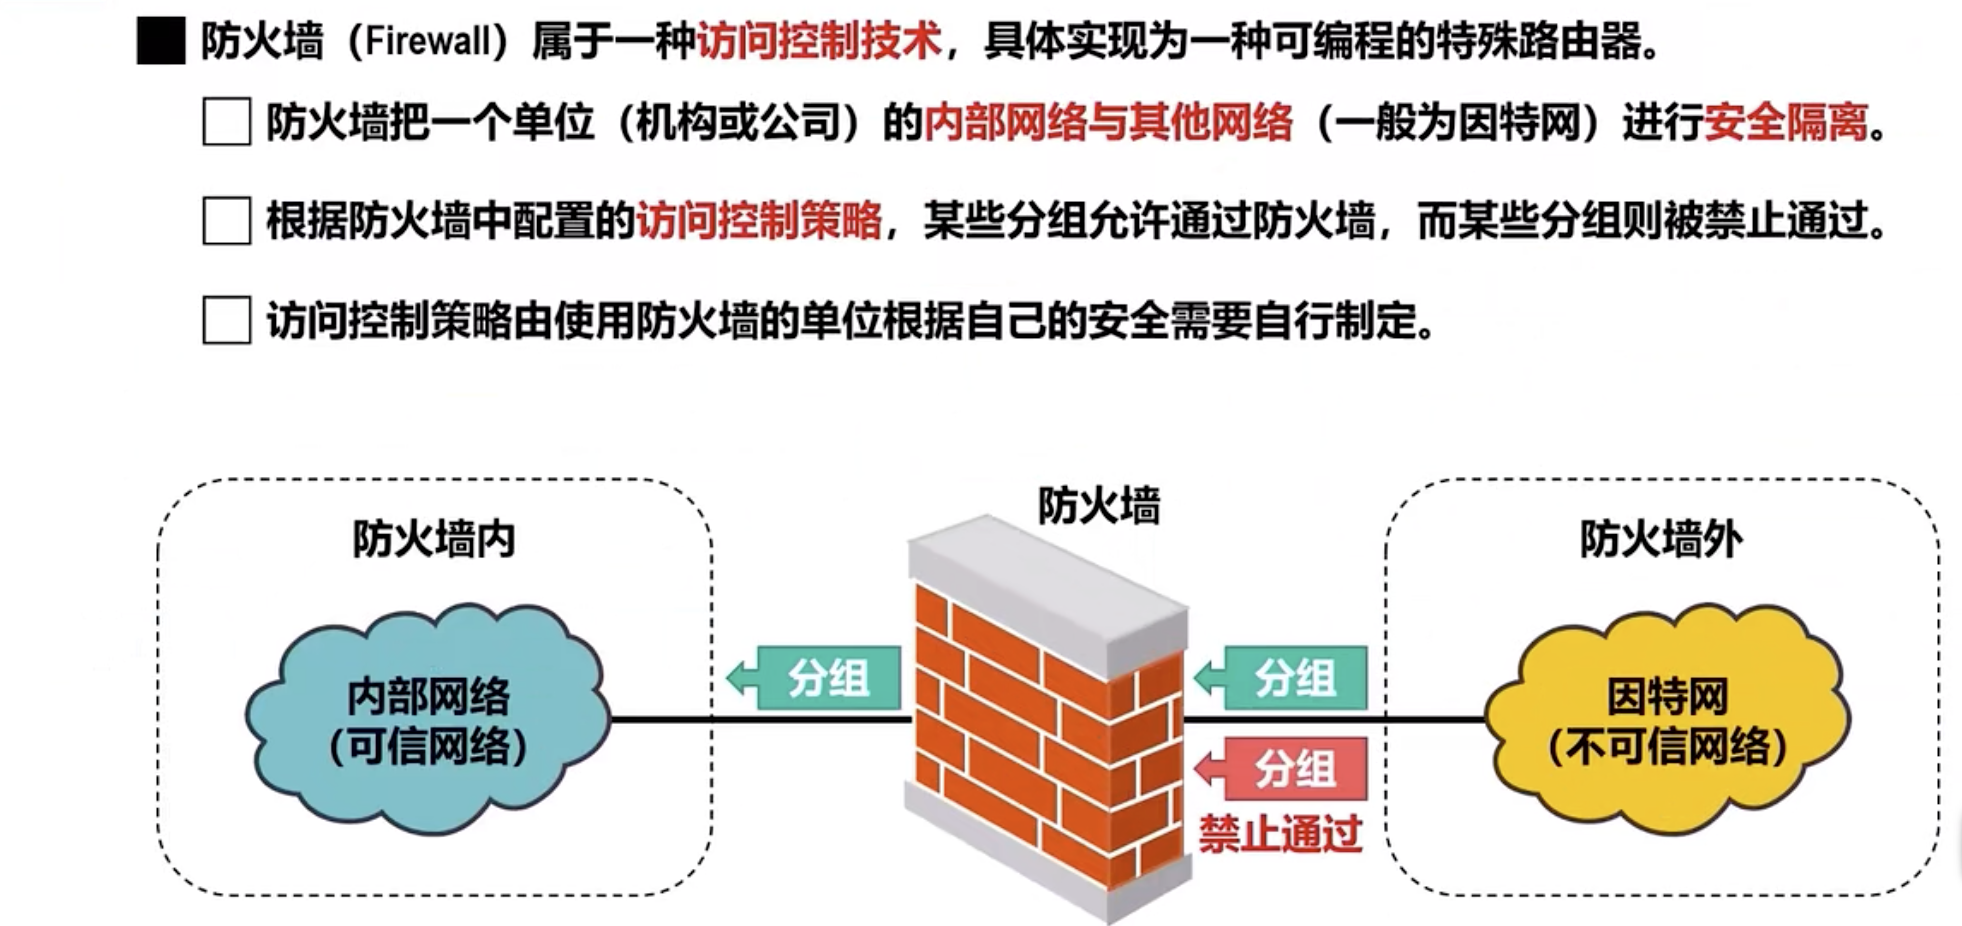 防火墙（Firewall）属于一种访问控制技术，具体实现为一种可编程的特殊路由器。
防火墙把一个单位（机构或公司）的内部网络与其他网络（一般为因特网）进行安全隔离。
根据防火墙中配置的访问控制策略，某些分组允许通过防火墙，而某些分组则被禁止通过。
访问控制策略由使用防火墙的单位根据自己的安全需要自行制定。
防火墙内
内部网络
（可信网络）
分组
防火墙
分组
分组
禁止通过
防火墙外
因特网
（不可信网络）